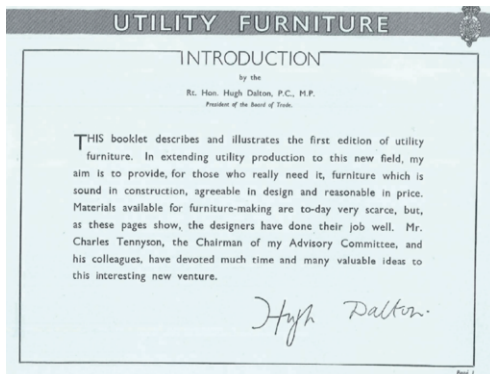 UTILITY FURNITURE
INTRODUCTION
by the
Rt. Hon. Hugh Dalton, P.C., M.P.
President of the Board of Trade.
THIS booklet describes and illustrates the first edition of utility
furniture. In extending utility production to this new field, my
aim is to provide, for those who really need it, furniture which is
sound in construction, agreeable in design and reasonable in price.
Materials available for furniture-making are to-day very scarce, but,
as these pages show, the designers have done their job well. Mr.
Charles Tennyson, the Chairman of my Advisory Committee, and
his colleagues, have devoted much time and many valuable ideas to
this interesting new venture.
Hugh Dalton.